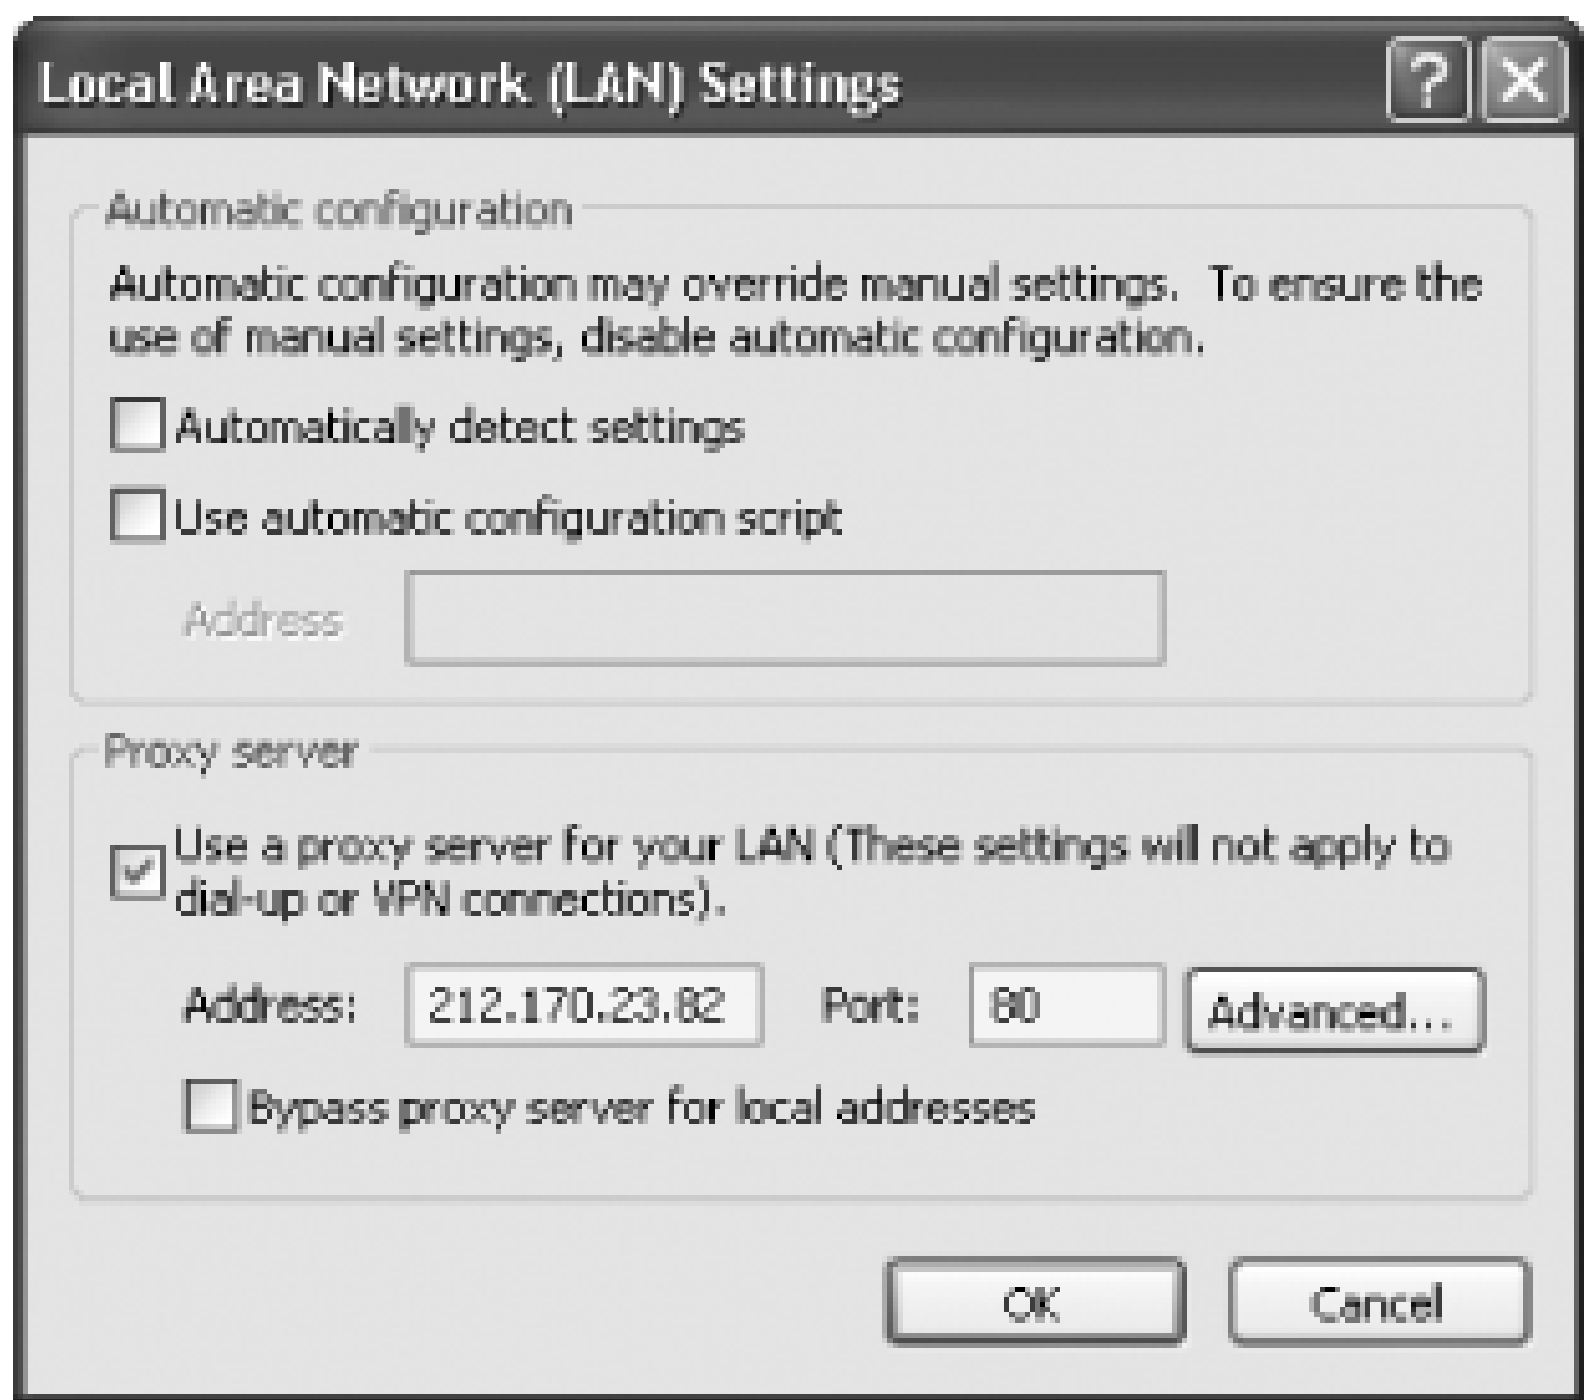 Local Area Network (LAN) Settings
Automatic configuration
Automatic configuration may override manual settings. To ensure the
use of manual settings, disable automatic configuration.
Automatically detect settings
Use automatic configuration script
Address
Proxy server
Use a proxy server for your LAN (These settings will not apply to
dial-up or VPN connections).
Address: 212.170.23.82 Port: 80 Advanced...
Bypass proxy server for local addresses
OK Cancel